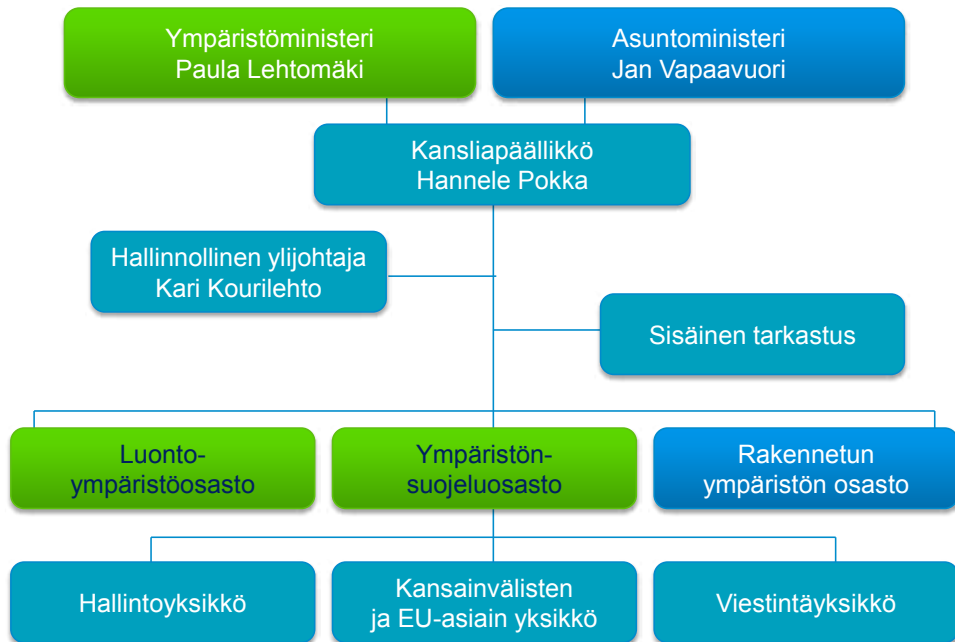 Ympäristöministeri
Paula Lehtomäki
Asuntoministeri
Jan Vapaavuori
Kansliapäällikkö
Hannele Pokka
Hallinnollinen ylijohtaja
Kari Kourilehto
Sisäinen tarkastus
Luonto-
ympäristöosasto
Ympäristön-
suojeluosasto
Rakennetun
ympäristön osasto
Hallintoyksikkö
Kansainvälisten
ja EU-asiain yksikkö
Viestintäyksikkö